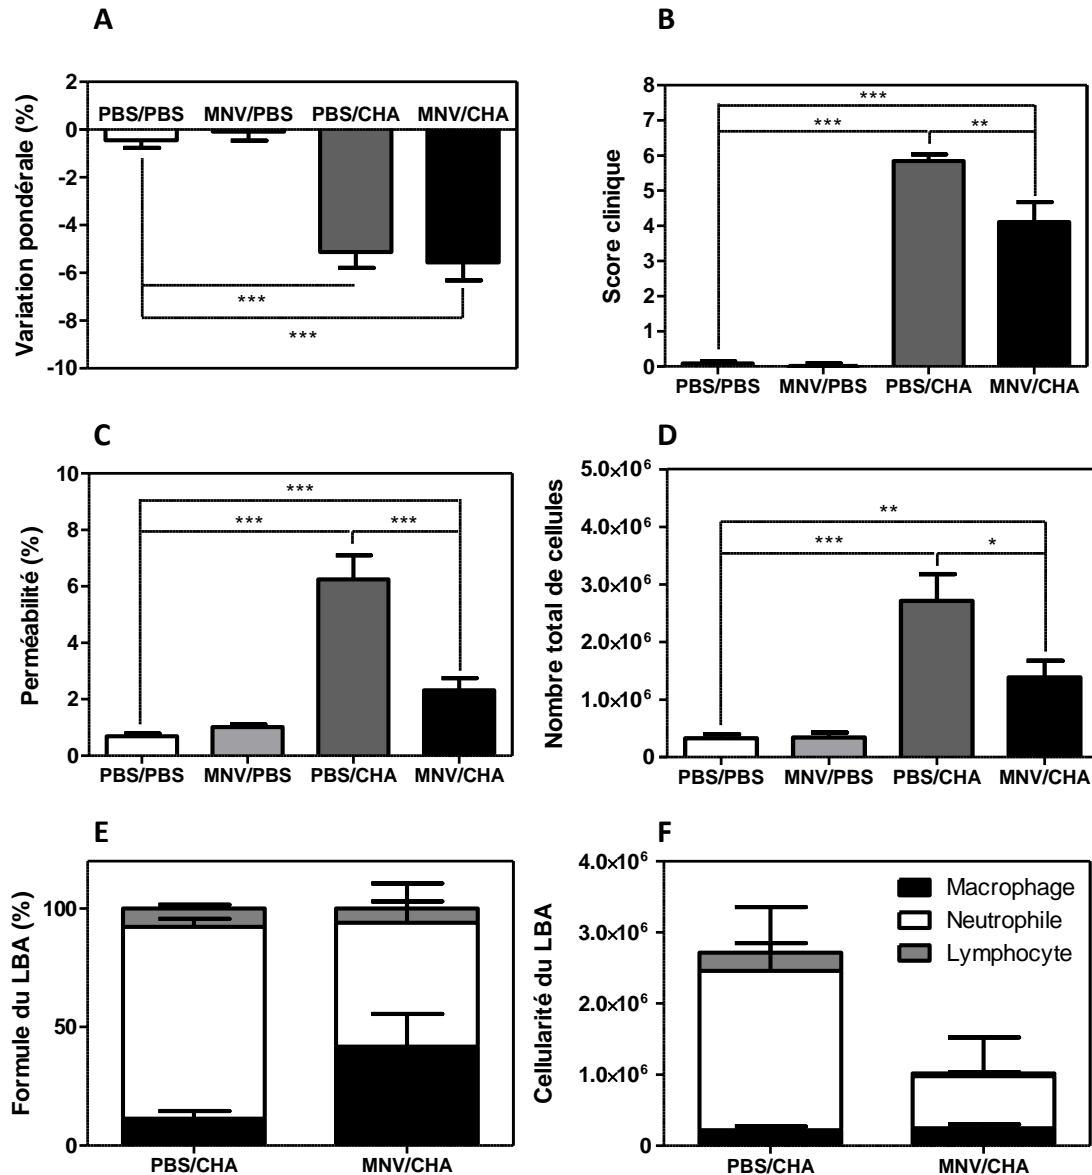 A
Variation pondérale (%)
2
0
-2
-4
-6
-8
-10
PBS/PBS MNV/PBS PBS/CHA MNV/CHA
***
***
B
Score clinique
8
7
6
5
4
3
2
1
0
***
*** **
PBS/PBS MNV/PBS PBS/CHA MNV/CHA
C
Perméabilité (%)
10
8
6
4
2
0
***
*** ***
PBS/PBS MNV/PBS PBS/CHA MNV/CHA
D
Nombre total de cellules
5.0×10⁶
4.0×10⁶
3.0×10⁶
2.0×10⁶
1.0×10⁶
0
**
*** *
PBS/PBS MNV/PBS PBS/CHA MNV/CHA
E
Formule du LBA (%)
100
50
0
PBS/CHA MNV/CHA
F
Cellularité du LBA
4.0×10⁶
3.0×10⁶
2.0×10⁶
1.0×10⁶
0
Macrophage
Neutrophile
Lymphocyte
PBS/CHA MNV/CHA